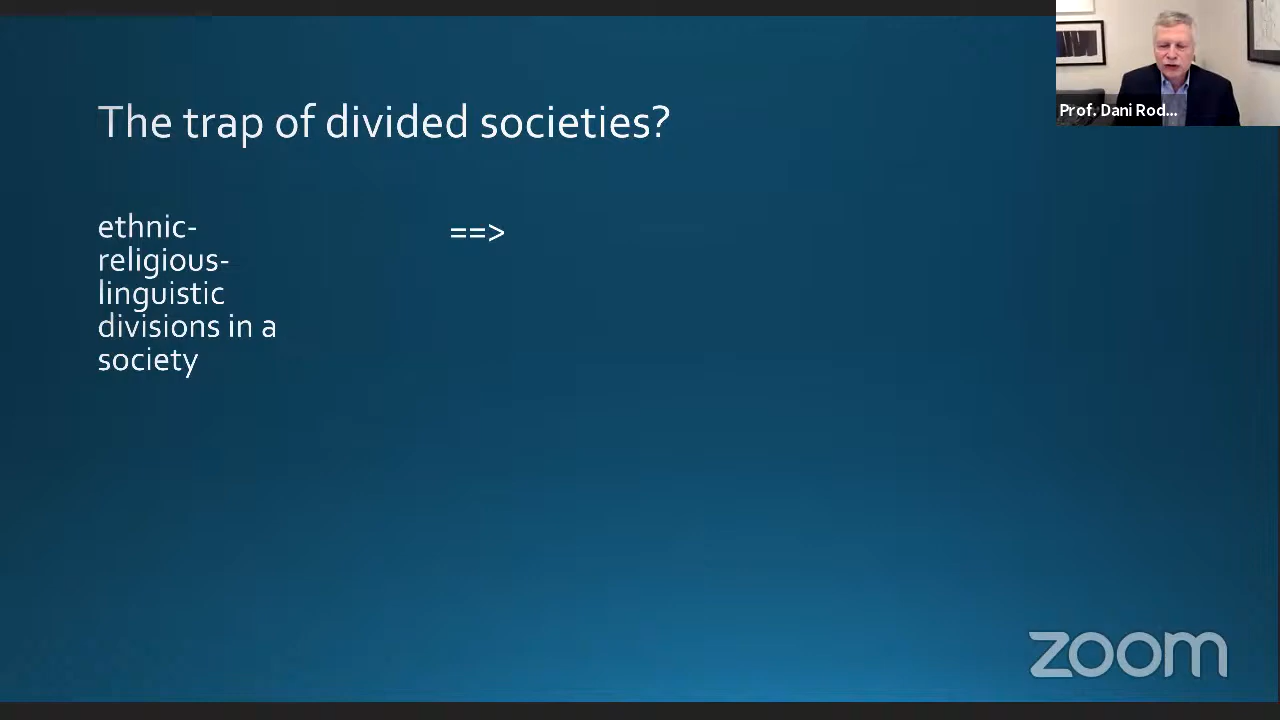 Prof. Dani Rod...
The trap of divided societies?
ethnic-
religious-
linguistic
divisions in a
society
==>
zoom